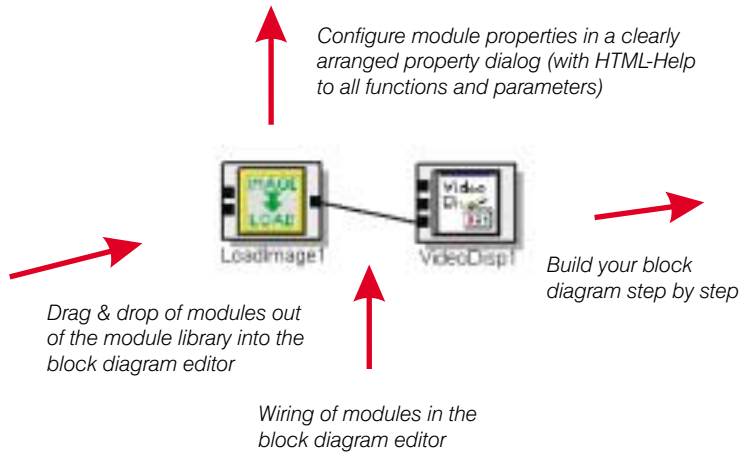 Configure module properties in a clearly
arranged property dialog (with HTML-Help
to all functions and parameters)
IMAGE
LOAD
Video
LoadImage1
VideoDisp1
Build your block
diagram step by step
Drag & drop of modules out
of the module library into the
block diagram editor
Wiring of modules in the
block diagram editor